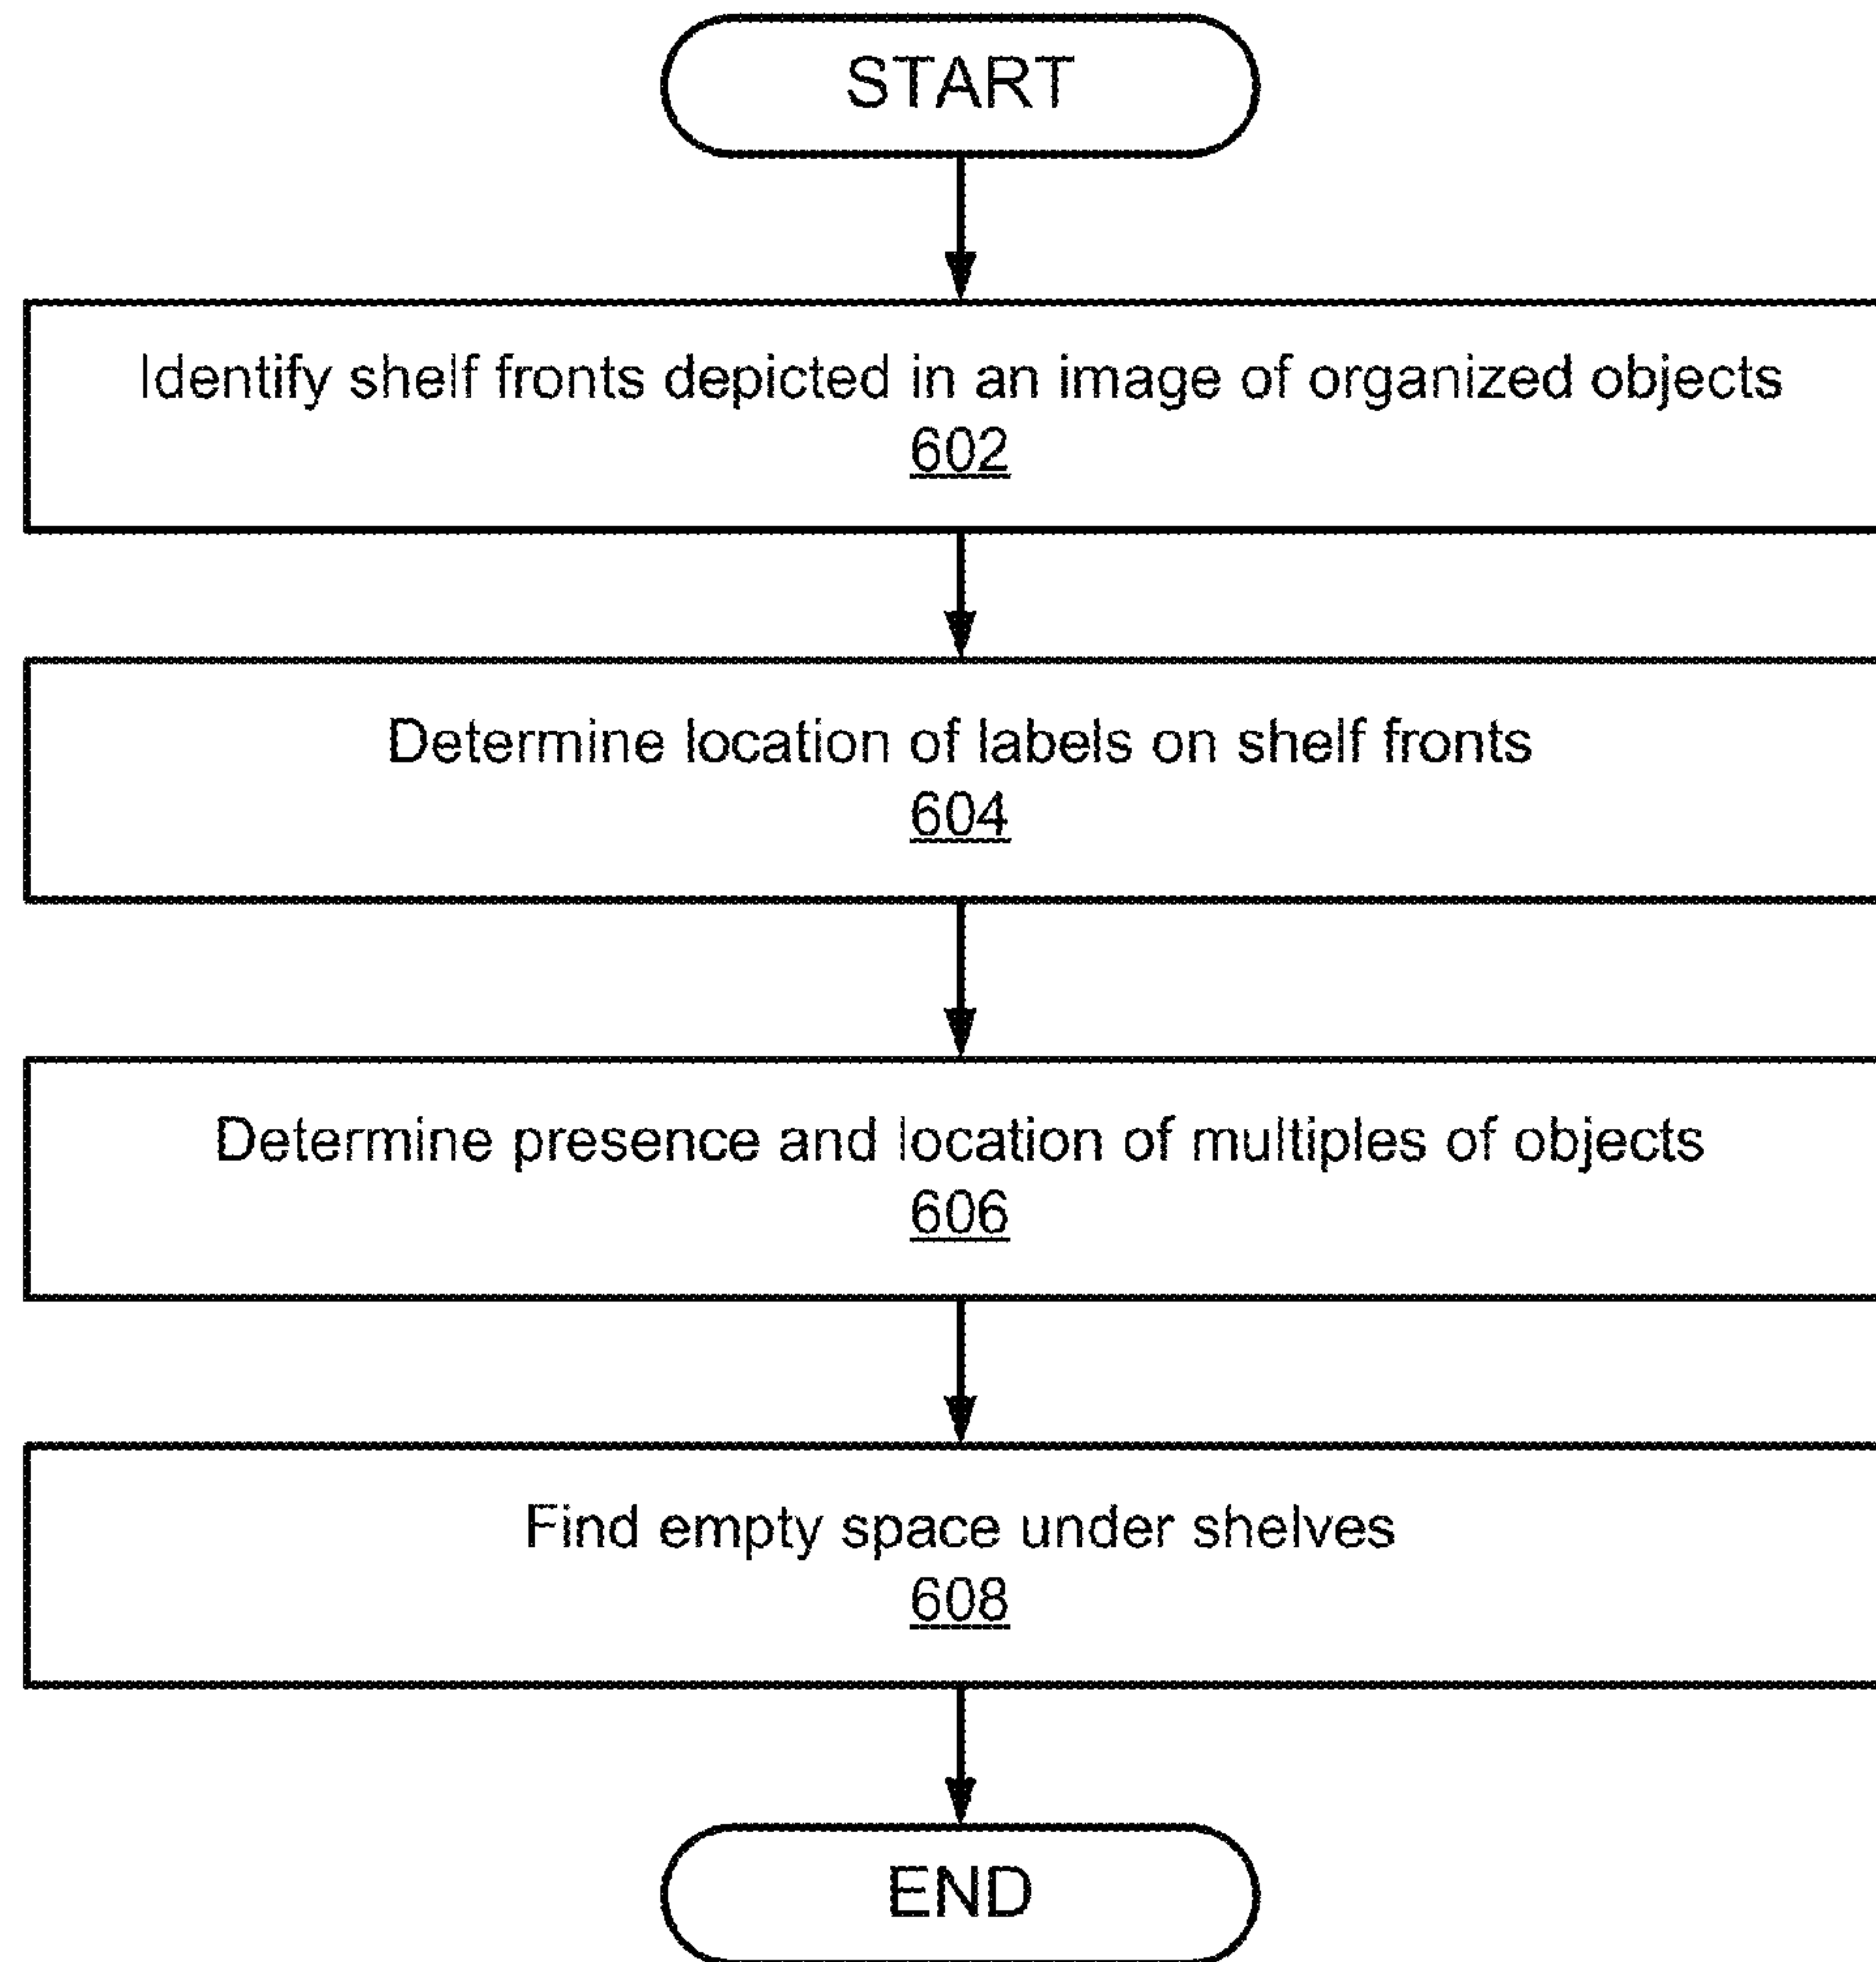 START
Identify shelf fronts depicted in an image of organized objects
602
Determine location of labels on shelf fronts
604
Determine presence and location of multiples of objects
606
Find empty space under shelves
608
END